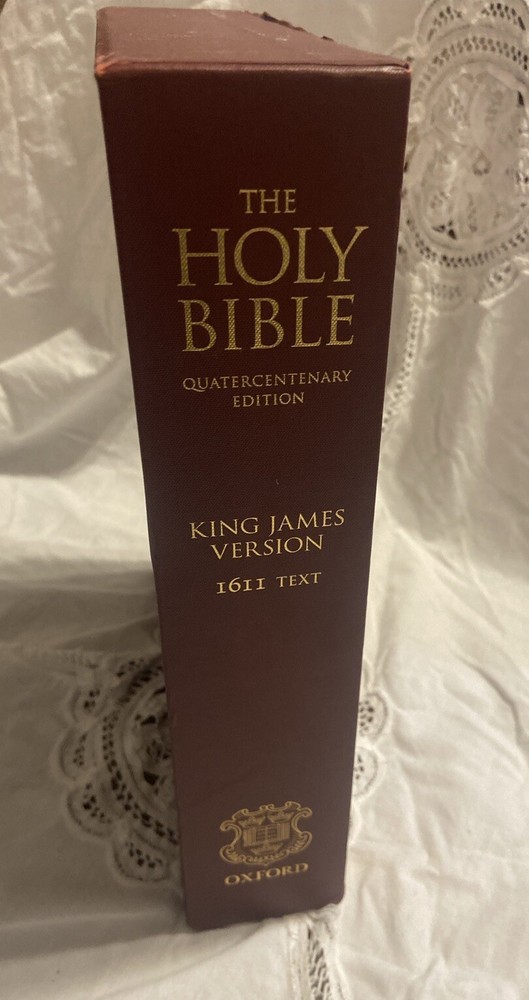 THE
HOLY
BIBLE
QUATERCENTENARY
EDITION
KING JAMES
VERSION
1611 TEXT
OXFORD